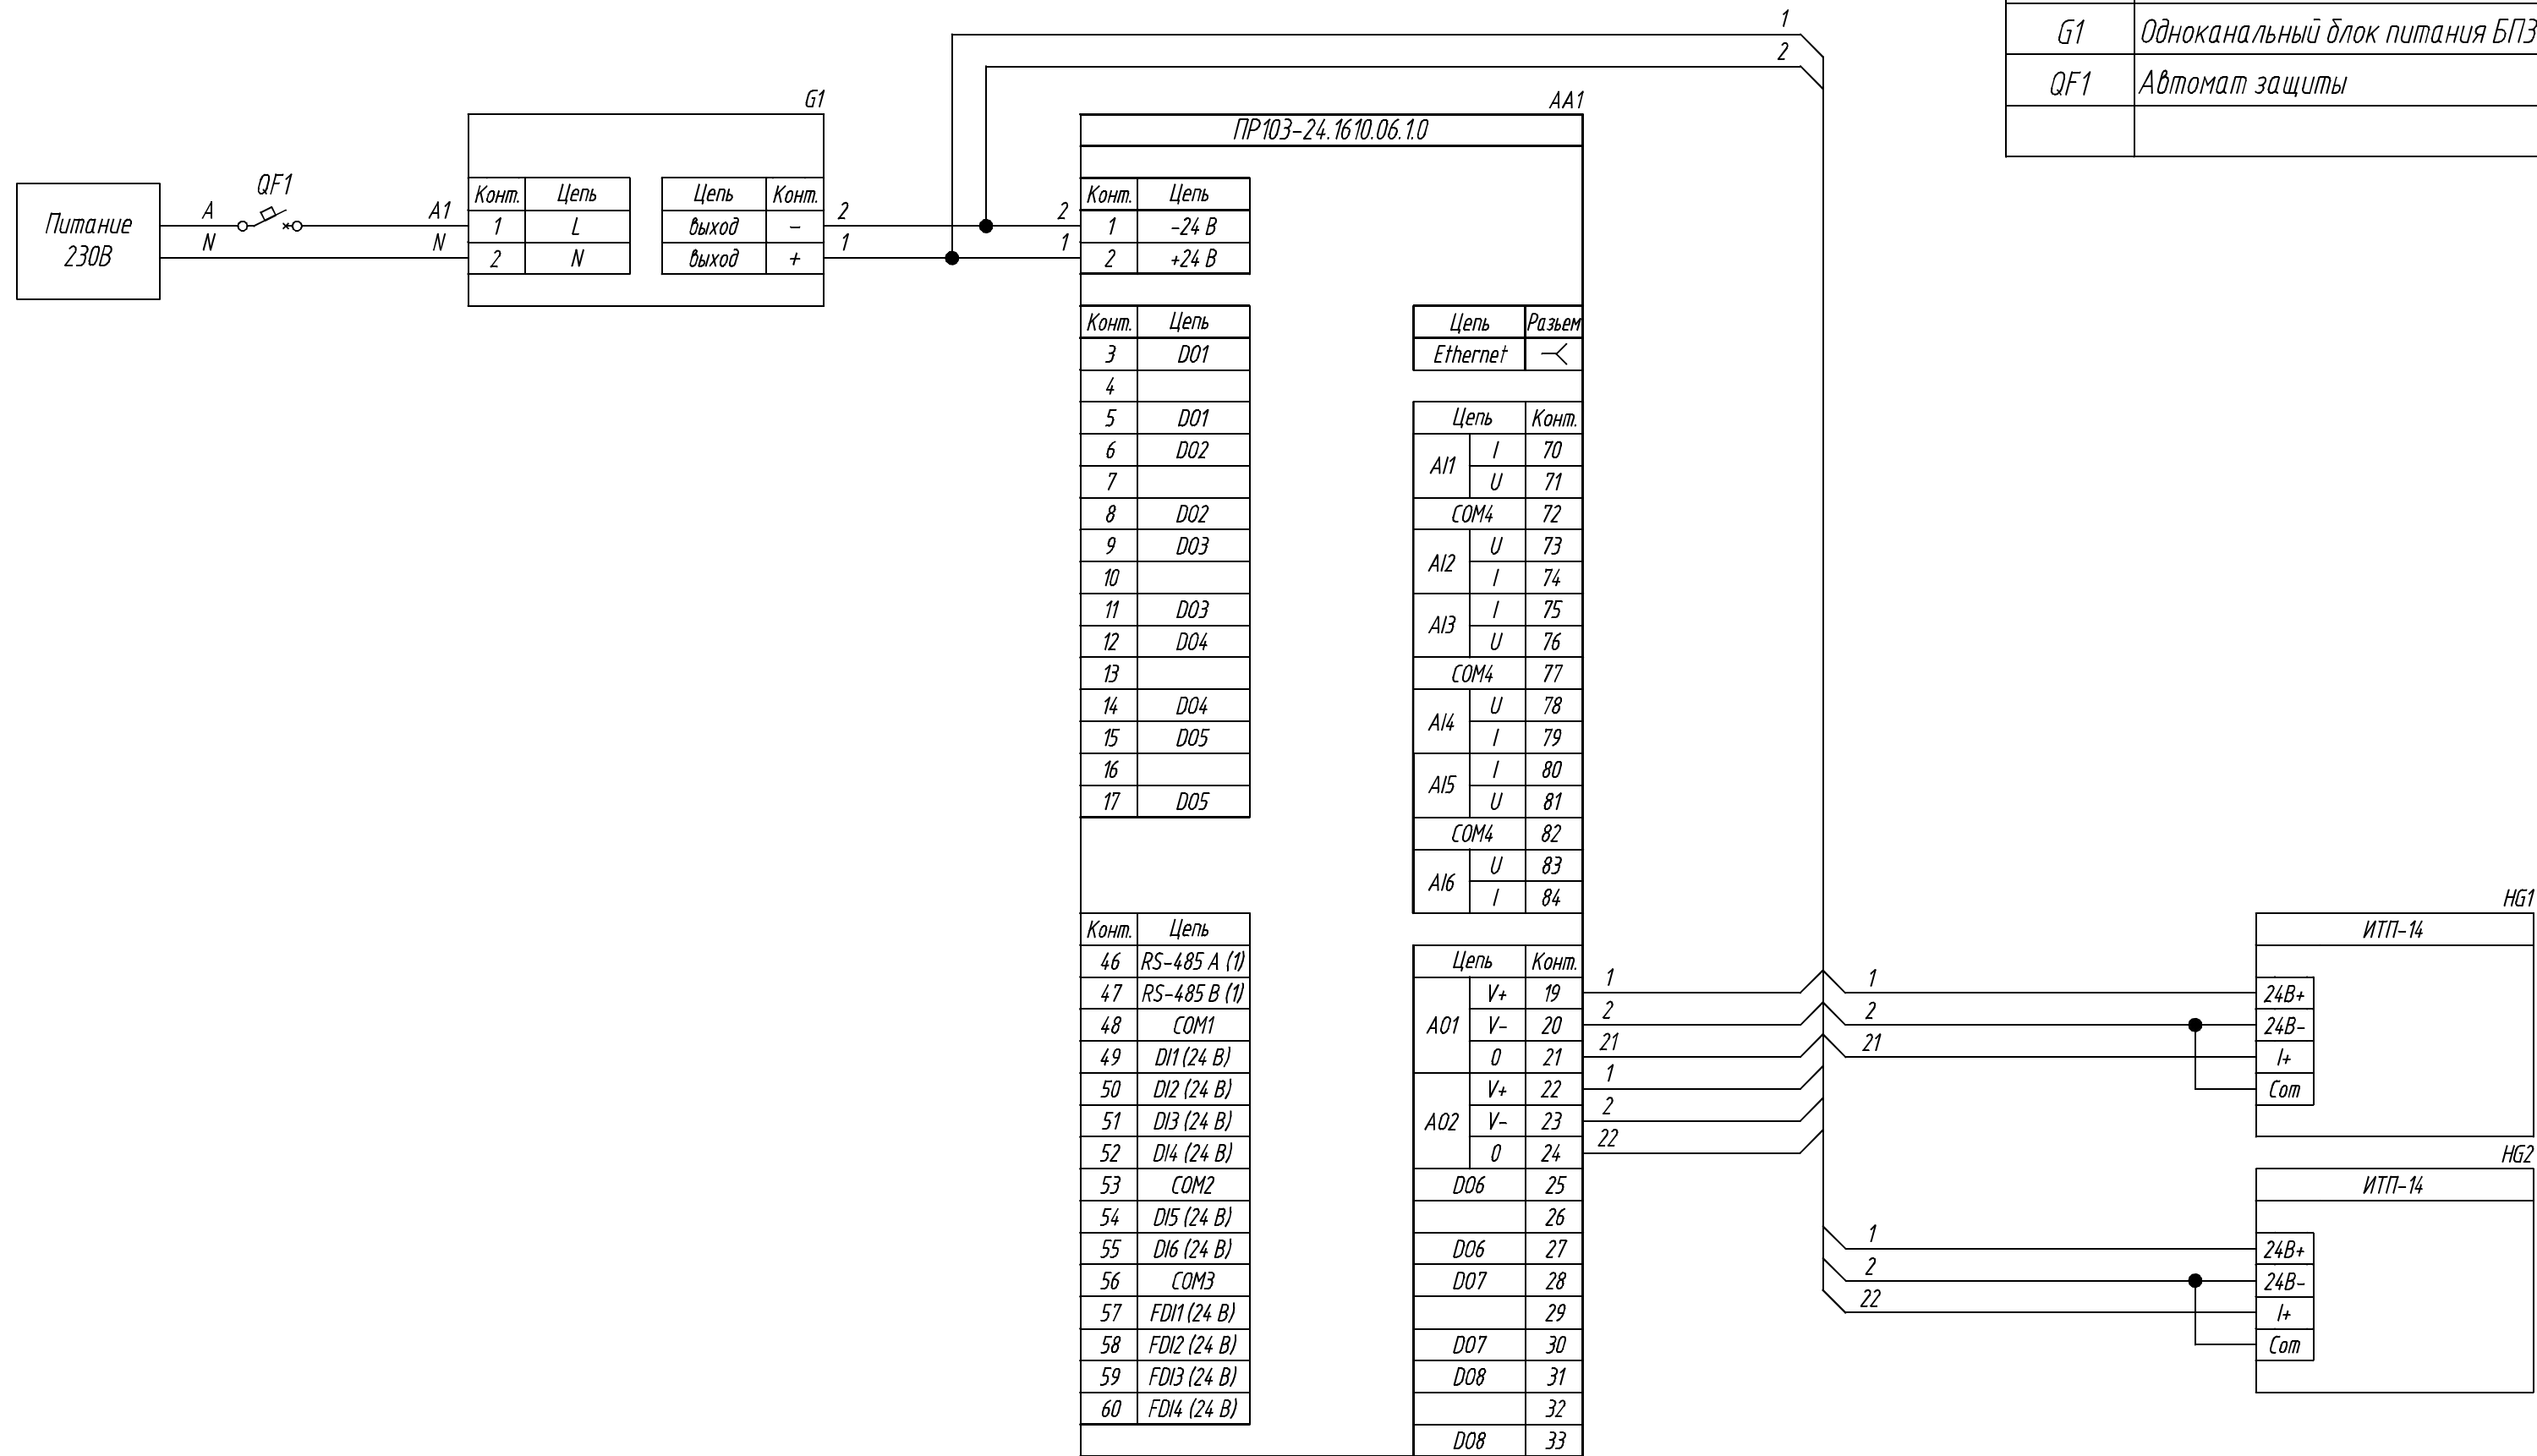 G1 Одноканальный блок питания БП3
QF1 Автомат защиты
1
2
G1
Питание
230В
A
N
QF1
A1
N
Конт. Цепь
1 L
2 N
Цепь Конт.
выход -
выход +
2
1
2
1
AA1
ПР103-24.1610.06.1.0
Конт. Цепь
1 -24 В
2 +24 В
Конт. Цепь
3 DO1
4
5 DO1
6 DO2
7
8 DO2
9 DO3
10
11 DO3
12 DO4
13
14 DO4
15 DO5
16
17 DO5
Конт. Цепь
46 RS-485 A (1)
47 RS-485 B (1)
48 COM1
49 DI1 (24 В)
50 DI2 (24 В)
51 DI3 (24 В)
52 DI4 (24 В)
53 COM2
54 DI5 (24 В)
55 DI6 (24 В)
56 COM3
57 FDI1 (24 В)
58 FDI2 (24 В)
59 FDI3 (24 В)
60 FDI4 (24 В)
Цепь Разьем
Ethernet
Цепь Конт.
AI1 I 70
U 71
COM4 72
AI2 U 73
I 74
AI3 I 75
U 76
COM4 77
AI4 U 78
I 79
AI5 I 80
U 81
COM4 82
AI6 U 83
I 84
Цепь Конт.
AO1 V+ 19
V- 20
O 21
AO2 V+ 22
V- 23
O 24
DO6 25
26
DO6 27
DO7 28
29
DO7 30
DO8 31
32
DO8 33
1
2
21
1
2
22
1
2
21
HG1
ИТП-14
24В+
24В-
I+
Com
1
2
22
HG2
ИТП-14
24В+
24В-
I+
Com